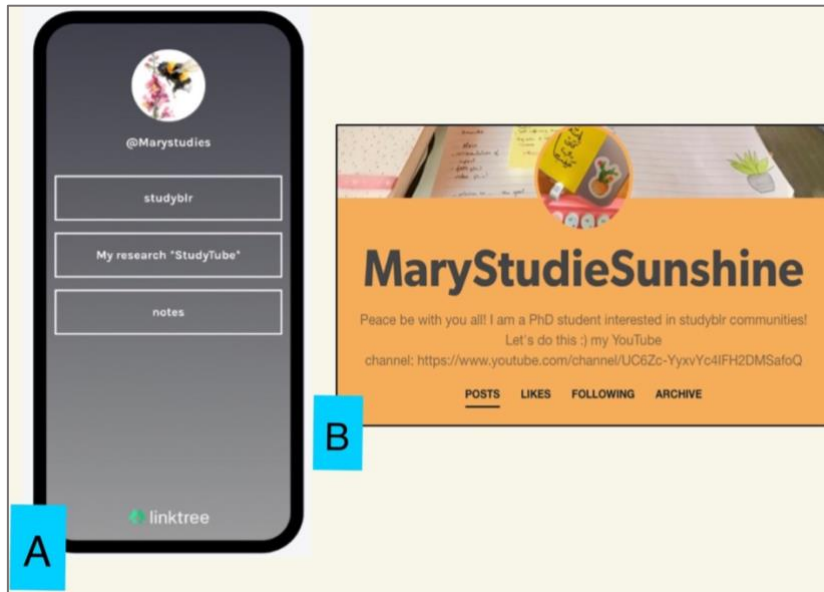 @Marystudies
studyblr
My research "StudyTube"
notes
linktree
A
MaryStudieSunshine
Peace be with you all! I am a PhD student interested in studyblr communities!
Let's do this :) my YouTube
channel: https://www.youtube.com/channel/UC6Zc-YyxvYc4IFH2DMSafoQ
POSTS LIKES FOLLOWING ARCHIVE
B